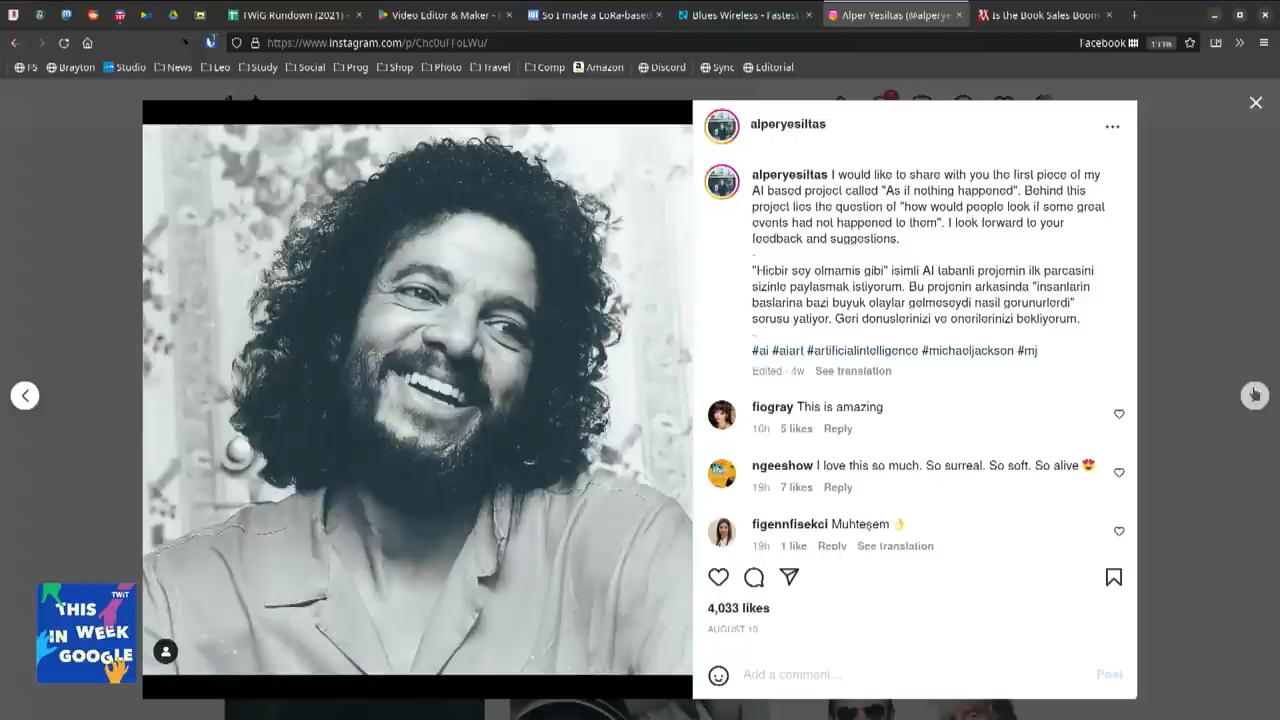 TWiG Rundown (2021) -
Video Editor & Maker -
So I made a LoRa-based
Blues Wireless - Fastest
Alper Yesiltas (@alperye
Is the Book Sales Boom
https://www.instagram.com/p/Chc0uFFoLWu/
Facebook
133%
FS
Brayton
Studio
News
Leo
Study
Social
Prog
Shop
Photo
Travel
Comp
Amazon
Discord
Sync
Editorial
alperyesiltas
alperyesiltas I would like to share with you the first piece of my
AI based project called "As if nothing happened". Behind this
project lies the question of "how would people look if some great
events had not happened to them". I look forward to your
feedback and suggestions.
-
"Hicbir sey olmamis gibi" isimli AI tabanli projemin ilk parcasini
sizinle paylasmak istiyorum. Bu projenin arkasinda "insanlarin
baslarina bazi buyuk olaylar gelmeseydi nasil gorunurlerdi"
sorusu yatiyor. Geri donuslerinizi ve onerilerinizi bekliyorum.
-
#ai #aiart #artificialintelligence #michaeljackson #mj
Edited · 4w See translation
fiogray This is amazing
16h 5 likes Reply
ngeeshow I love this so much. So surreal. So soft. So alive 😍
19h 7 likes Reply
figennfisekci Muhteşem 👌
19h 1 like Reply See translation
4,033 likes
AUGUST 19
Add a comment...
Post
TWiT
THIS
IN WEEK
GOOGLE